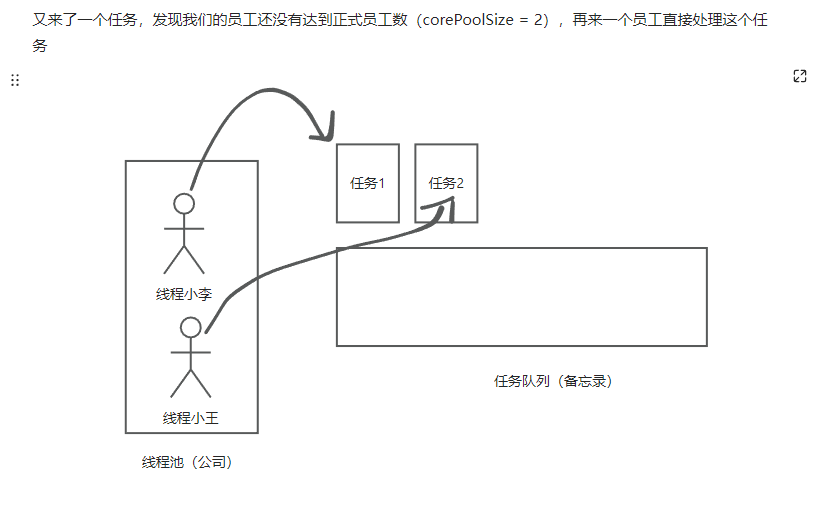 又来了一个任务，发现我们的员工还没有达到正式员工数（corePoolSize = 2），再来一个员工直接处理这个任
务
任务1
任务2
线程小李
线程小王
任务队列（备忘录）
线程池（公司）